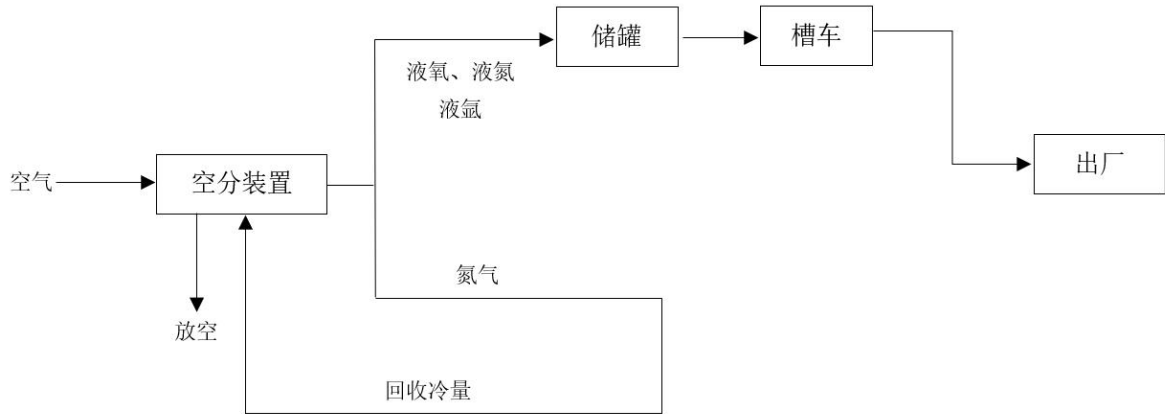 储罐
槽车
液氧、液氮
液氩
出厂
空气
空分装置
氮气
放空
回收冷量